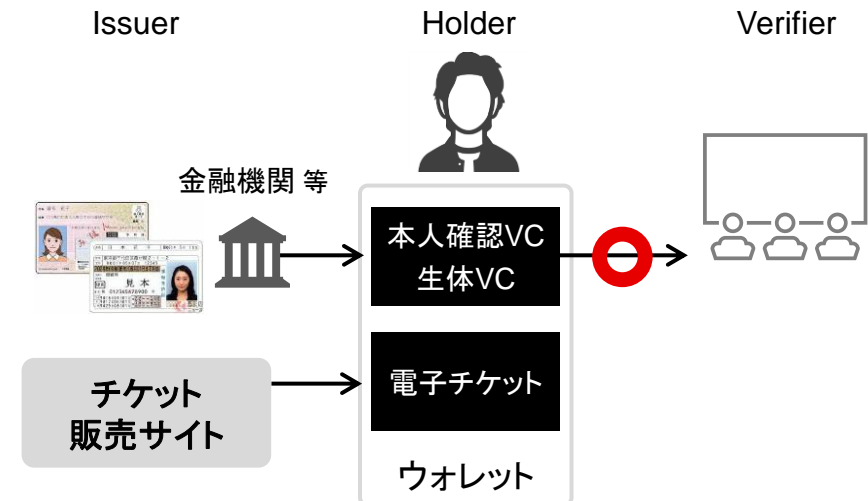 Issuer
Holder
Verifier
金融機関 等
本人確認VC
生体VC
見 本
チケット
販売サイト
電子チケット
ウォレット